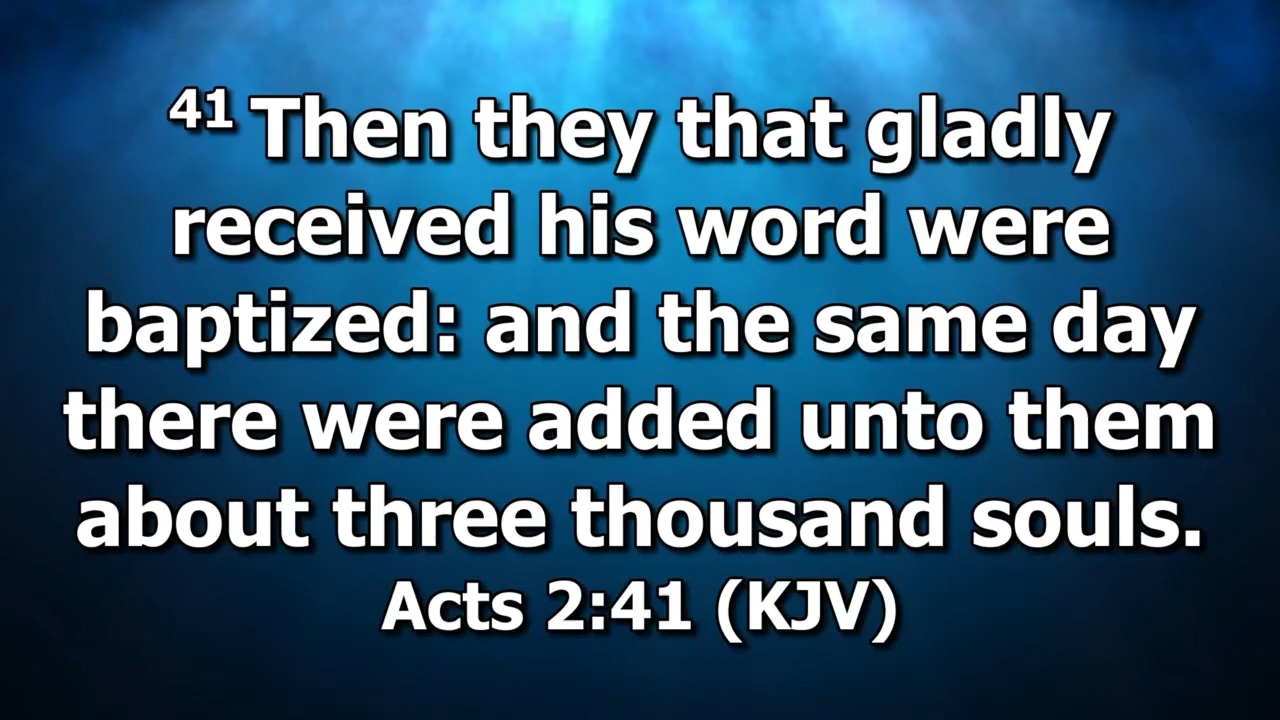 41 Then they that gladly
received his word were
baptized: and the same day
there were added unto them
about three thousand souls.
Acts 2:41 (KJV)